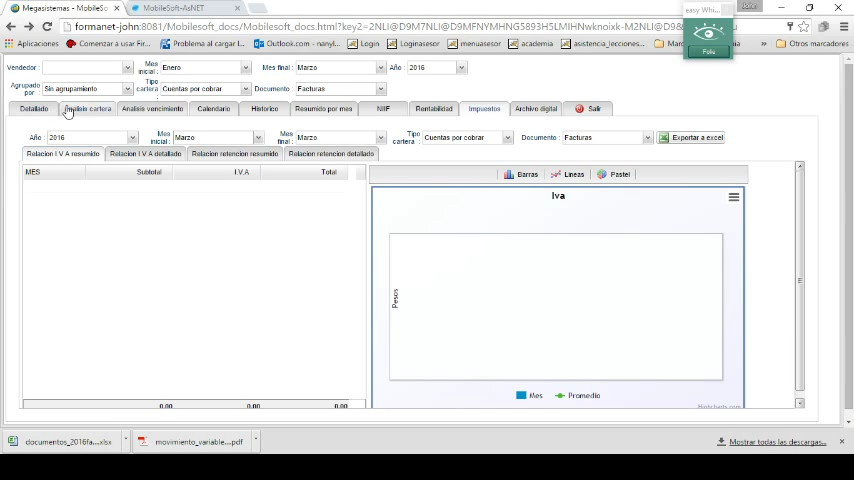 Megasistemas - MobileSo
MobileSoft-AsNET
easy Whi...
formanet-john:8081/Mobilesoft_docs/Mobilesoft_docs.html?key2=2NLI@D9M7NLI@D9MFNYMHNG5893H5LMIHNwknoixk-M2NLI@D9&
Aplicaciones
Comenzar a usar Fir...
Problema al cargar l...
Outlook.com - nanyl...
Login
Loginasesor
menuasesor
academia
asistencia_lecciones...
»
Otros marcadores
Folie
Vendedor :
Mes inicial : Enero
Mes final : Marzo
Año : 2016
Agrupado por : Sin agrupamiento
Tipo cartera : Cuentas por cobrar
Documento : Facturas
Detallado
Análisis cartera
Analisis vencimiento
Calendario
Historico
Resumido por mes
NIIF
Rentabilidad
Impuestos
Archivo digital
Salir
Año : 2016
Mes inicial : Marzo
Mes final : Marzo
Tipo cartera : Cuentas por cobrar
Documento : Facturas
Exportar a excel
Relacion I.V.A resumido
Relacion I.V.A detallado
Relacion retencion resumido
Relacion retencion detallado
MES
Subtotal
I.V.A
Total
Barras
Lineas
Pastel
Iva
Pesos
Mes
Promedio
0.00
0.00
0.00
Highcharts.com
documentos_2016fa....xlsx
movimiento_variable....pdf
Mostrar todas las descargas...